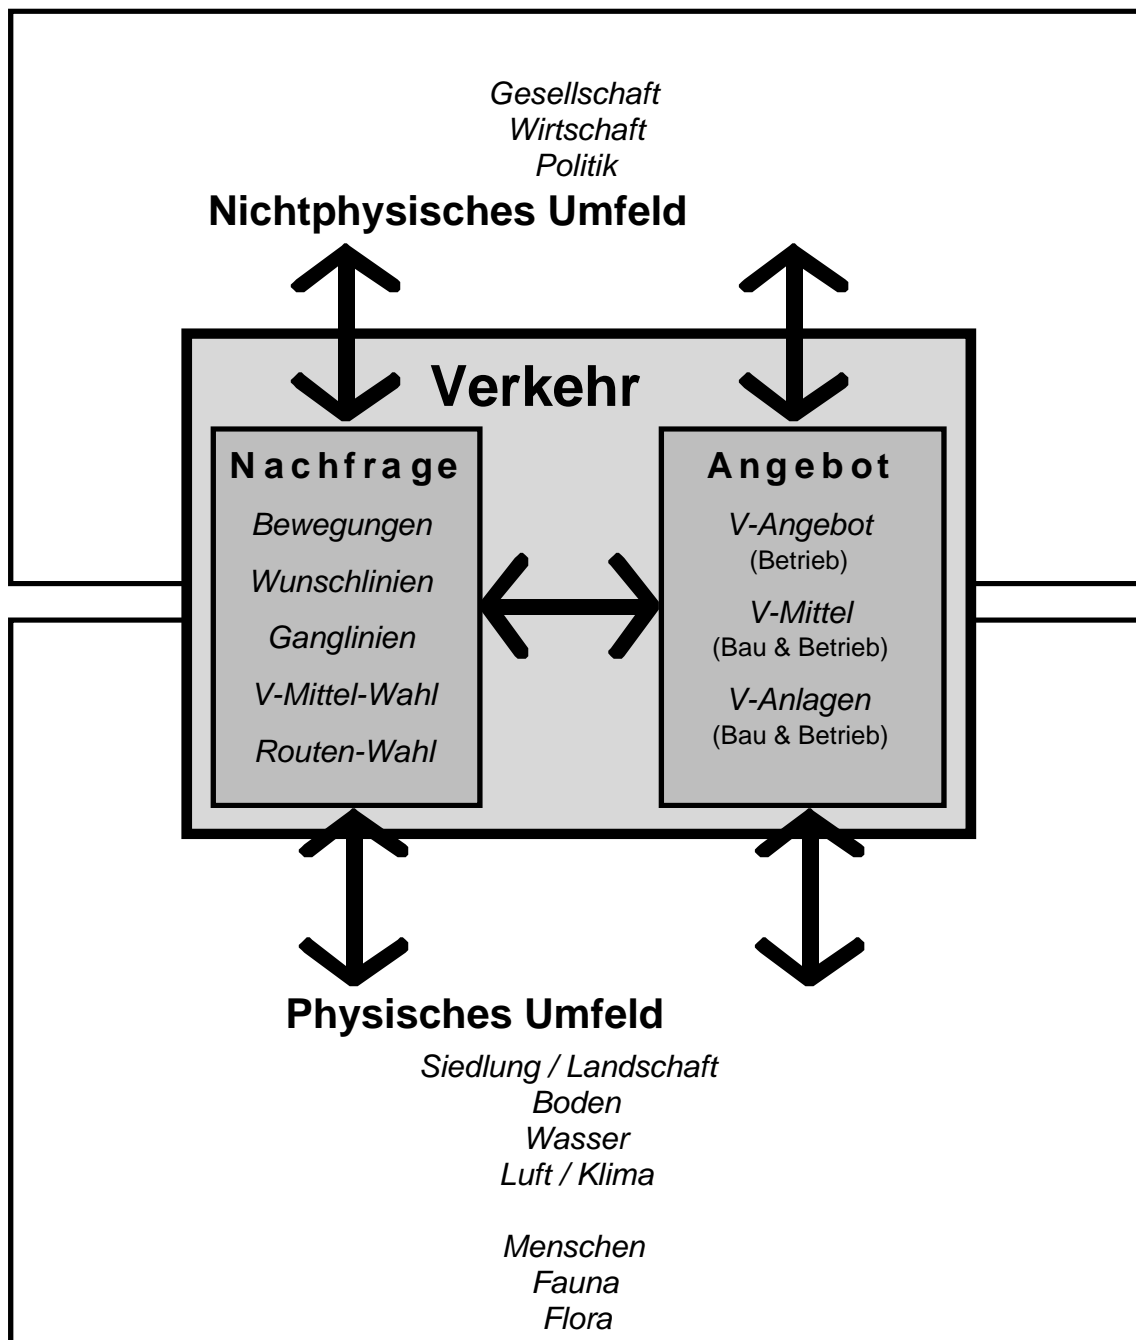 Gesellschaft
Wirtschaft
Politik
Nichtphysisches Umfeld
Verkehr
Nachfrage
Bewegungen
Wunschlinien
Ganglinien
V-Mittel-Wahl
Routen-Wahl
Angebot
V-Angebot
(Betrieb)
V-Mittel
(Bau & Betrieb)
V-Anlagen
(Bau & Betrieb)
Physisches Umfeld
Siedlung / Landschaft
Boden
Wasser
Luft / Klima
Menschen
Fauna
Flora